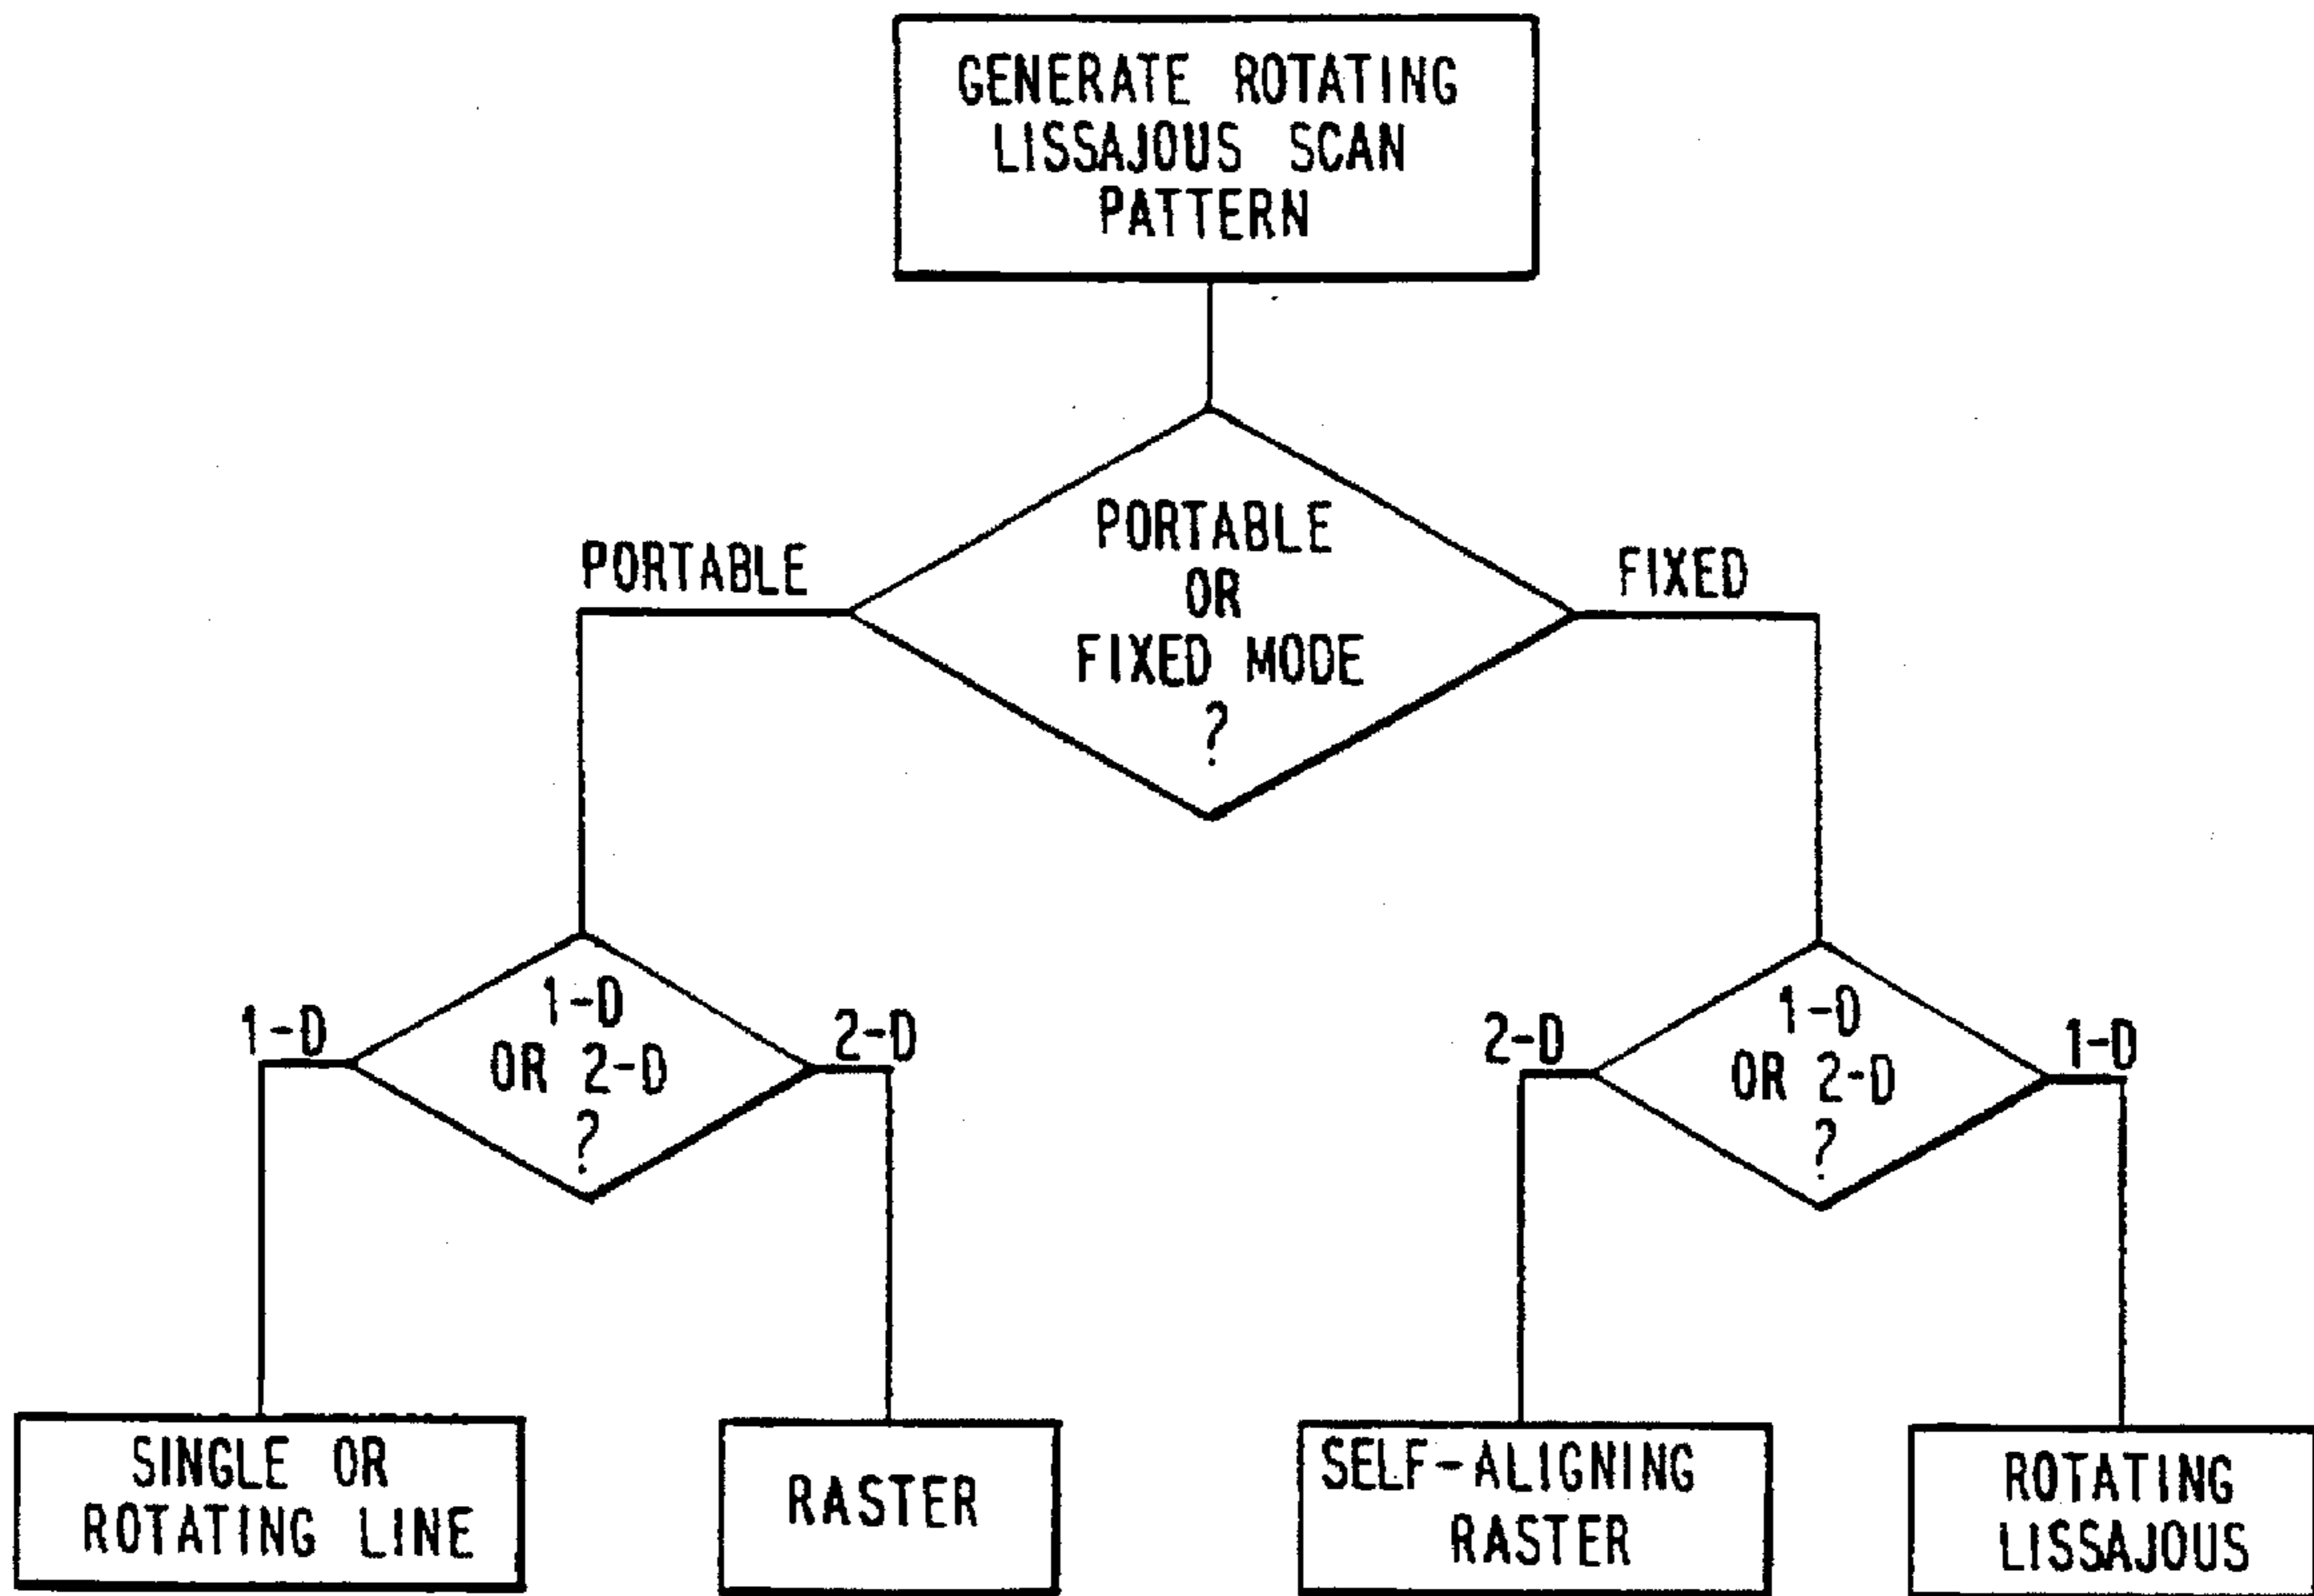 GENERATE ROTATING
LISSAJOUS SCAN
PATTERN
PORTABLE
OR
FIXED MODE
?
PORTABLE
FIXED
1-D
OR 2-D
?
1-D
2-D
1-D
OR 2-D
?
2-D
1-D
SINGLE OR
ROTATING LINE
RASTER
SELF-ALIGNING
RASTER
ROTATING
LISSAJOUS